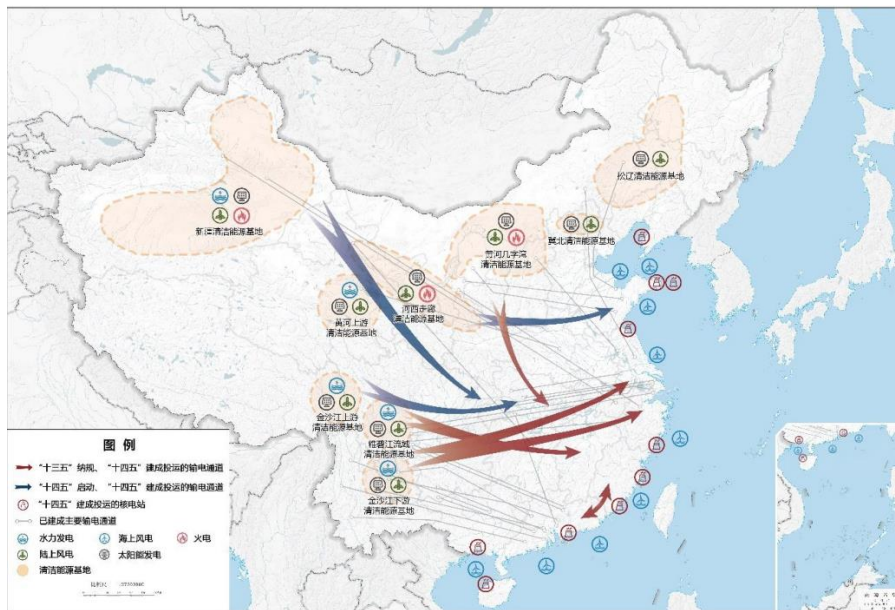 松辽清洁能源基地
新疆清洁能源基地
冀北清洁能源基地
黄河几字湾
清洁能源基地
河西走廊
清洁能源基地
黄河上游
清洁能源基地
金沙江上游
清洁能源基地
雅砻江流域
清洁能源基地
金沙江下游
清洁能源基地
图 例
“十三五”纳规、“十四五”建成投运的输电通道
“十四五”启动、“十四五”建成投运的输电通道
“十四五”建成投运的核电站
已建成主要输电通道
水力发电
海上风电
火电
陆上风电
太阳能发电
清洁能源基地